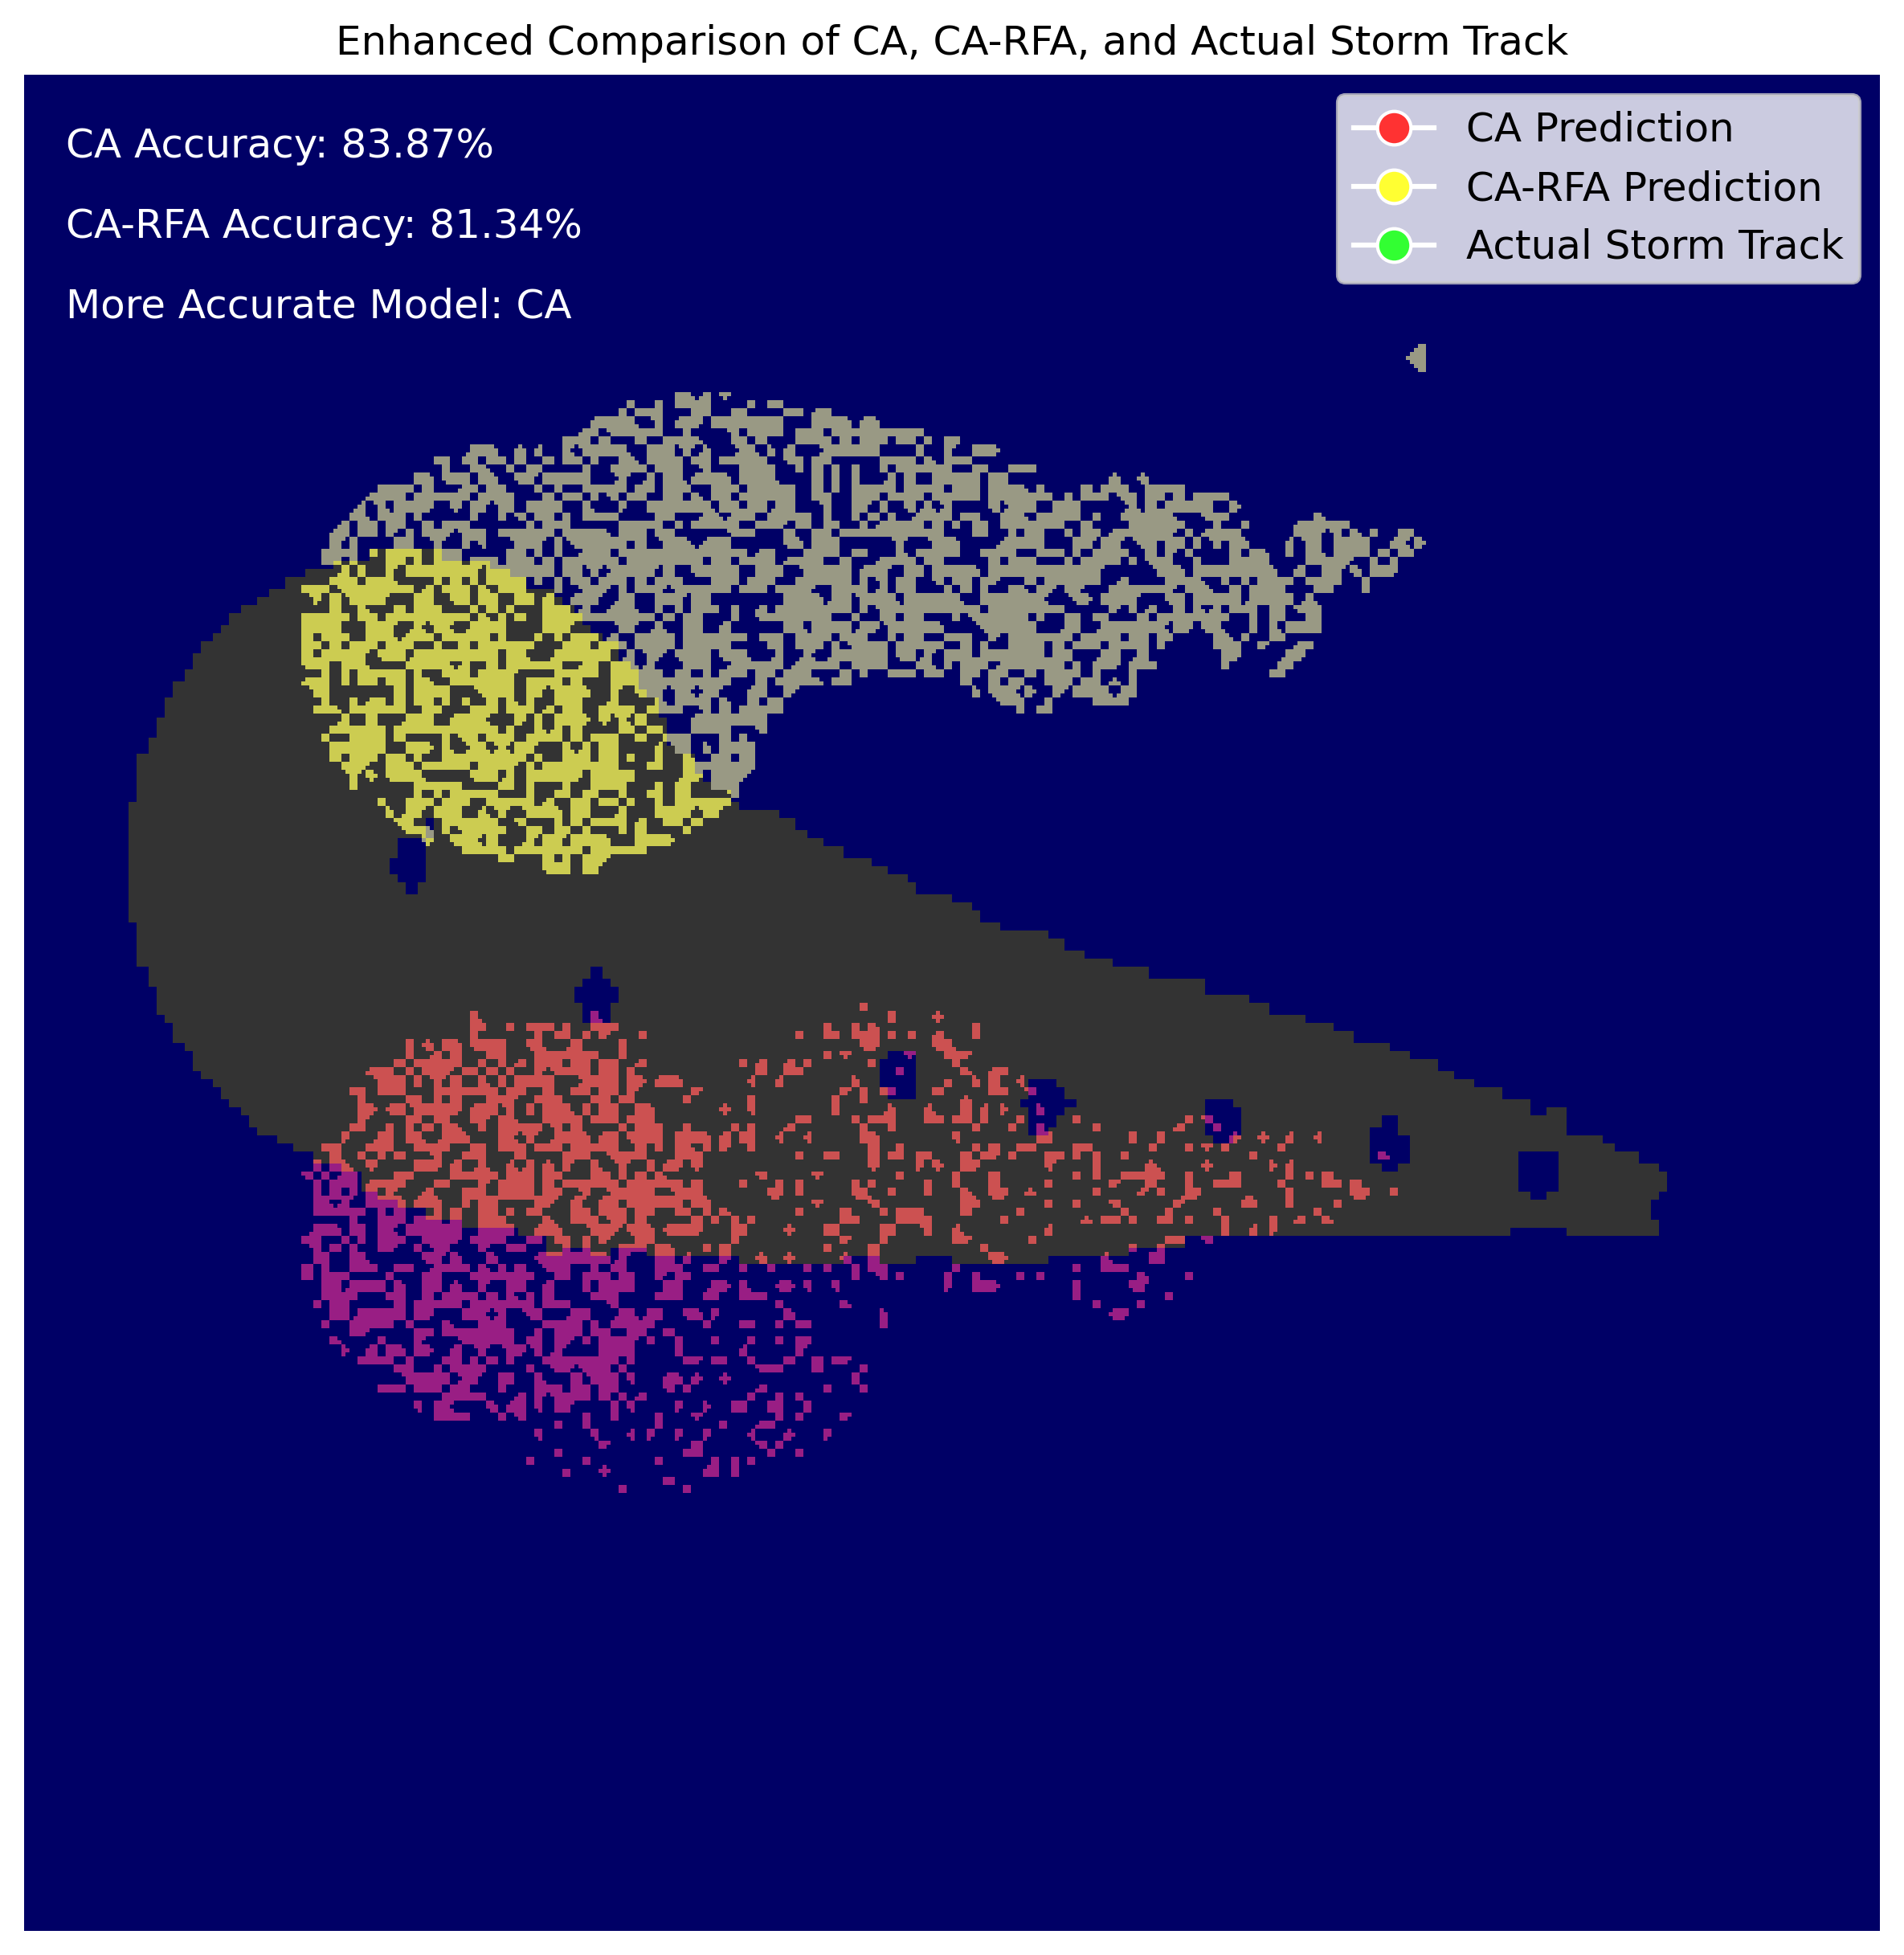 Enhanced Comparison of CA, CA-RFA, and Actual Storm Track
CA Accuracy: 83.87%
CA-RFA Accuracy: 81.34%
More Accurate Model: CA
CA Prediction
CA-RFA Prediction
Actual Storm Track